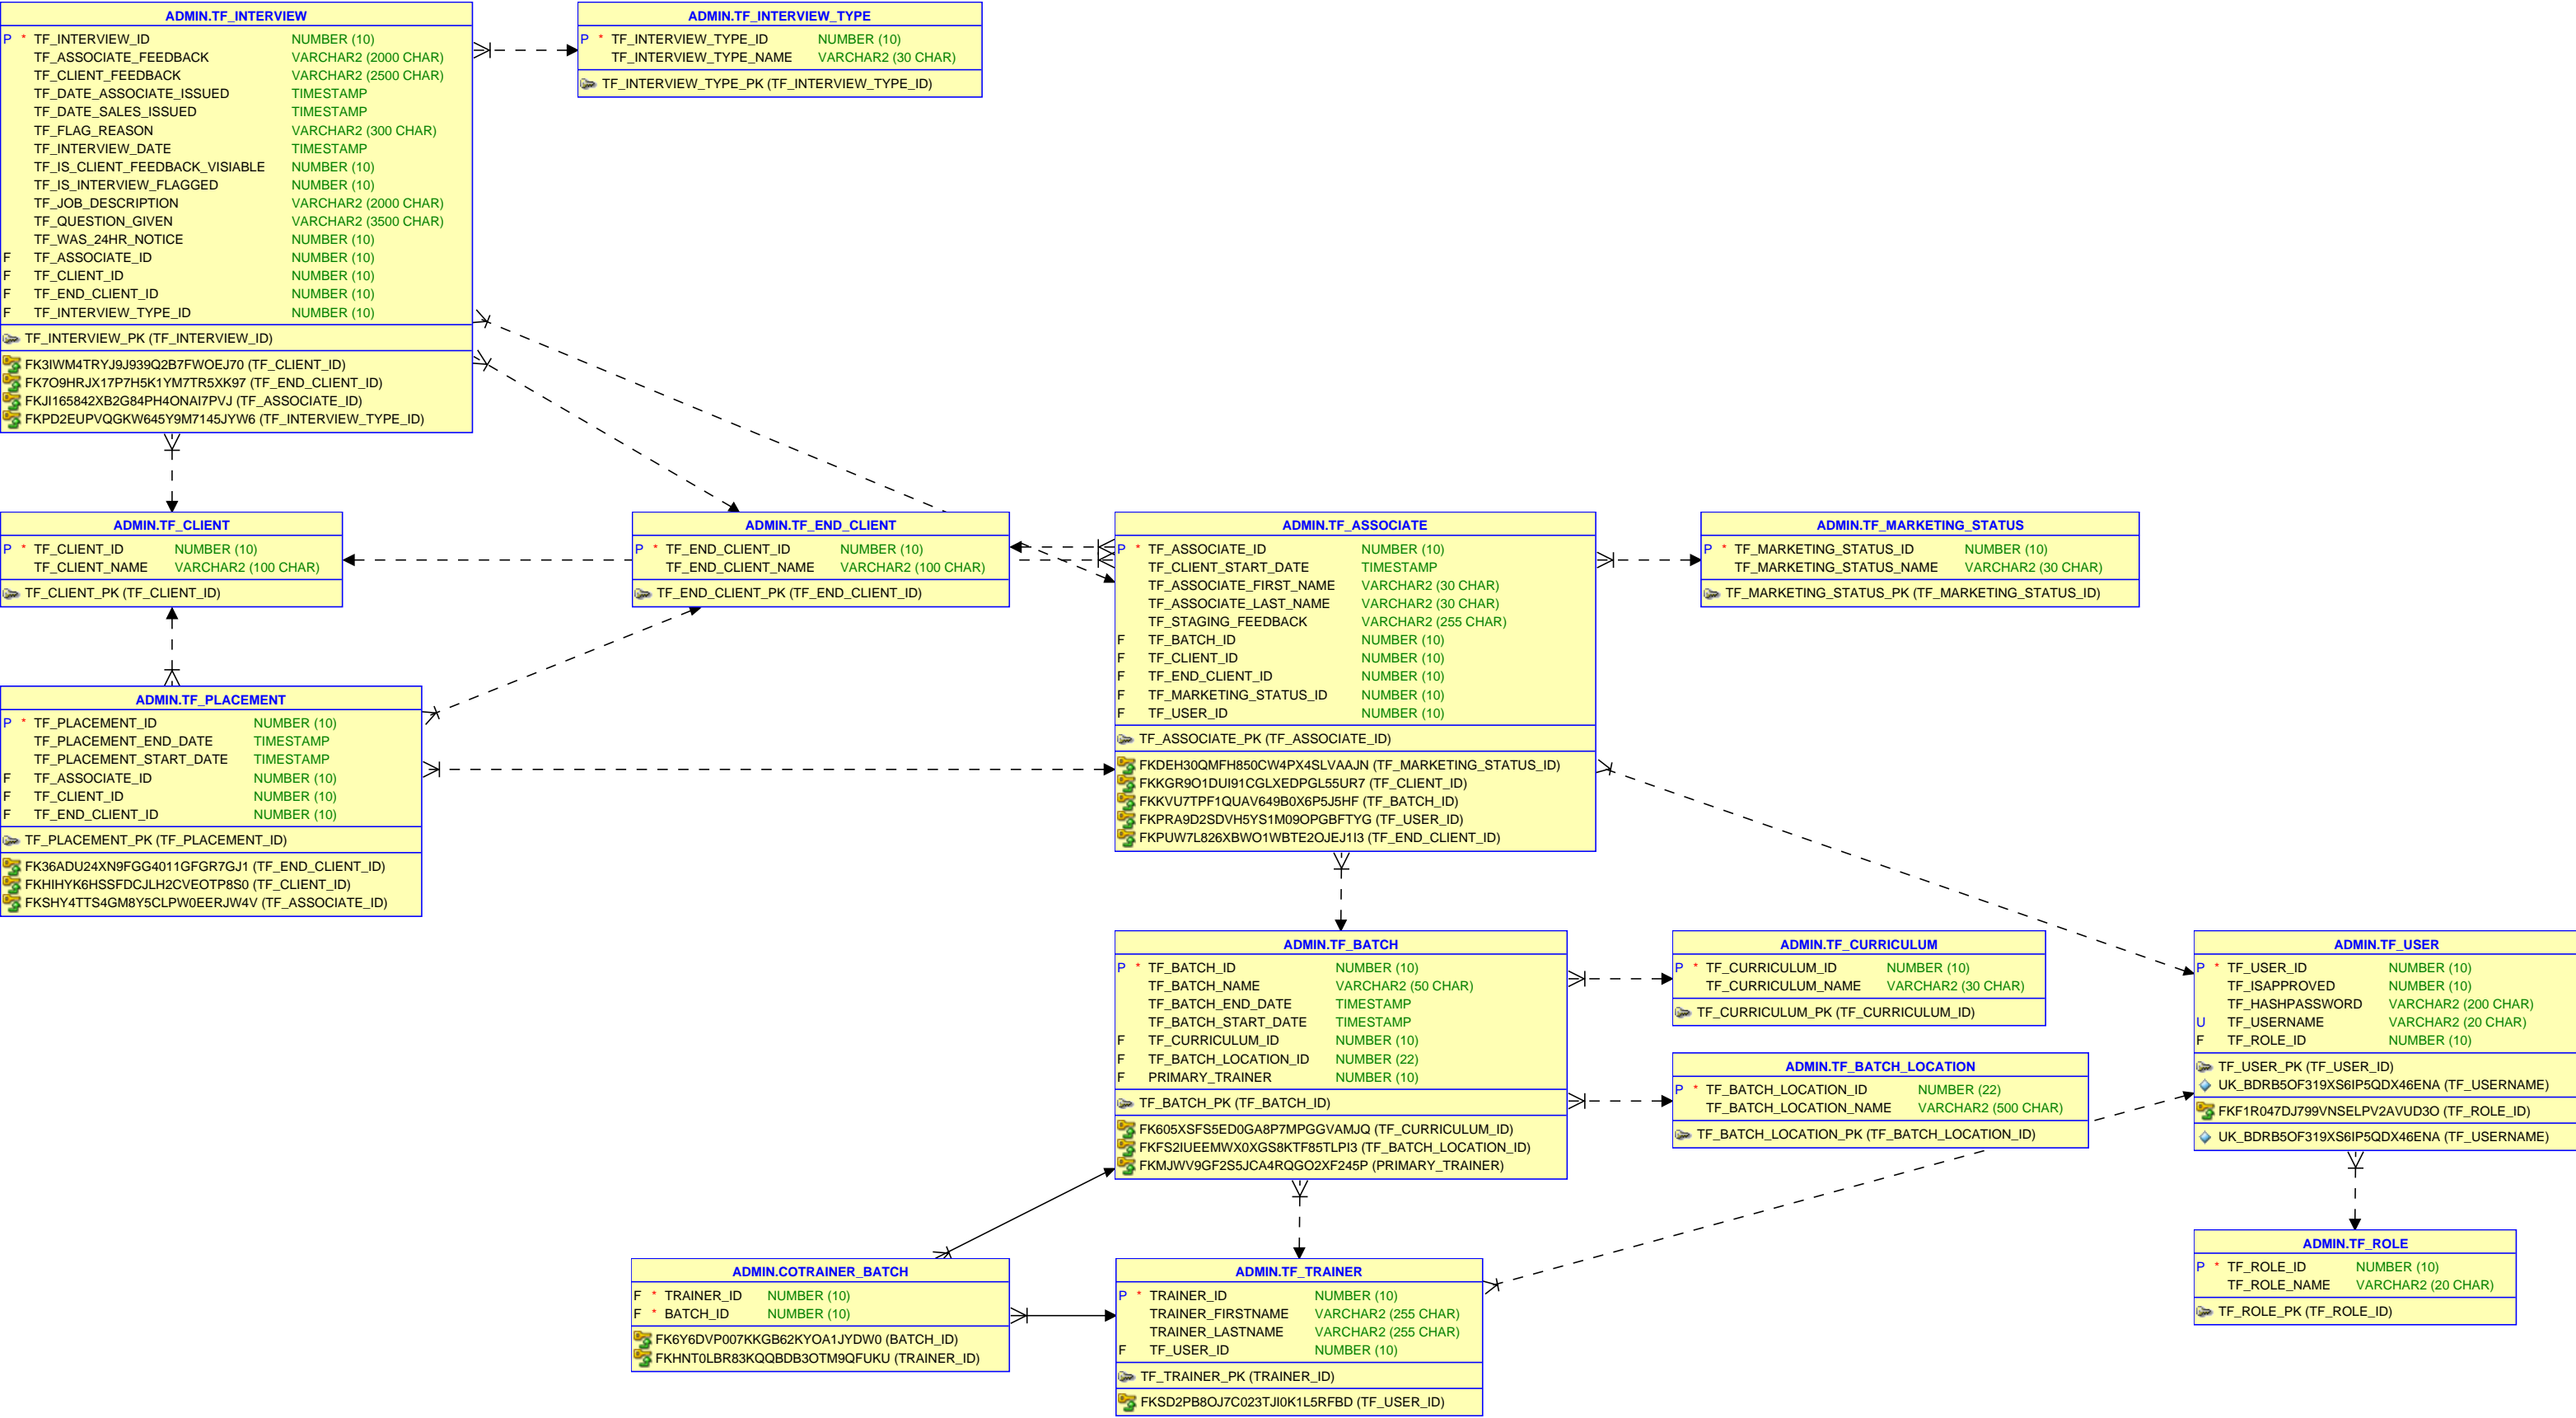 ADMIN.TF_INTERVIEW
P * TF_INTERVIEW_ID NUMBER (10)
TF_ASSOCIATE_FEEDBACK VARCHAR2 (2000 CHAR)
TF_CLIENT_FEEDBACK VARCHAR2 (2500 CHAR)
TF_DATE_ASSOCIATE_ISSUED TIMESTAMP
TF_DATE_SALES_ISSUED TIMESTAMP
TF_FLAG_REASON VARCHAR2 (300 CHAR)
TF_INTERVIEW_DATE TIMESTAMP
TF_IS_CLIENT_FEEDBACK_VISIABLE NUMBER (10)
TF_IS_INTERVIEW_FLAGGED NUMBER (10)
TF_JOB_DESCRIPTION VARCHAR2 (2000 CHAR)
TF_QUESTION_GIVEN VARCHAR2 (3500 CHAR)
TF_WAS_24HR_NOTICE NUMBER (10)
F TF_ASSOCIATE_ID NUMBER (10)
F TF_CLIENT_ID NUMBER (10)
F TF_END_CLIENT_ID NUMBER (10)
F TF_INTERVIEW_TYPE_ID NUMBER (10)
TF_INTERVIEW_PK (TF_INTERVIEW_ID)
FK3IWM4TRYJ9J939Q2B7FWOEJ70 (TF_CLIENT_ID)
FK7O9HRJX17P7H5K1YM7TR5XK97 (TF_END_CLIENT_ID)
FKJI165842XB2G84PH4ONAI7PVJ (TF_ASSOCIATE_ID)
FKPD2EUPVQGKW645Y9M7145JYW6 (TF_INTERVIEW_TYPE_ID)
ADMIN.TF_INTERVIEW_TYPE
P * TF_INTERVIEW_TYPE_ID NUMBER (10)
TF_INTERVIEW_TYPE_NAME VARCHAR2 (30 CHAR)
TF_INTERVIEW_TYPE_PK (TF_INTERVIEW_TYPE_ID)
ADMIN.TF_CLIENT
P * TF_CLIENT_ID NUMBER (10)
TF_CLIENT_NAME VARCHAR2 (100 CHAR)
TF_CLIENT_PK (TF_CLIENT_ID)
ADMIN.TF_END_CLIENT
P * TF_END_CLIENT_ID NUMBER (10)
TF_END_CLIENT_NAME VARCHAR2 (100 CHAR)
TF_END_CLIENT_PK (TF_END_CLIENT_ID)
ADMIN.TF_ASSOCIATE
P * TF_ASSOCIATE_ID NUMBER (10)
TF_CLIENT_START_DATE TIMESTAMP
TF_ASSOCIATE_FIRST_NAME VARCHAR2 (30 CHAR)
TF_ASSOCIATE_LAST_NAME VARCHAR2 (30 CHAR)
TF_STAGING_FEEDBACK VARCHAR2 (255 CHAR)
F TF_BATCH_ID NUMBER (10)
F TF_CLIENT_ID NUMBER (10)
F TF_END_CLIENT_ID NUMBER (10)
F TF_MARKETING_STATUS_ID NUMBER (10)
F TF_USER_ID NUMBER (10)
TF_ASSOCIATE_PK (TF_ASSOCIATE_ID)
FKDEH30QMFH850CW4PX4SLVAAJN (TF_MARKETING_STATUS_ID)
FKKGR9O1DUI91CGLXEDPGL55UR7 (TF_CLIENT_ID)
FKKVU7TPF1QUAV649B0X6P5J5HF (TF_BATCH_ID)
FKPRA9D2SDVH5YS1M09OPGBFTYG (TF_USER_ID)
FKPUW7L826XBWO1WBTE2OJEJ1I3 (TF_END_CLIENT_ID)
ADMIN.TF_MARKETING_STATUS
P * TF_MARKETING_STATUS_ID NUMBER (10)
TF_MARKETING_STATUS_NAME VARCHAR2 (30 CHAR)
TF_MARKETING_STATUS_PK (TF_MARKETING_STATUS_ID)
ADMIN.TF_PLACEMENT
P * TF_PLACEMENT_ID NUMBER (10)
TF_PLACEMENT_END_DATE TIMESTAMP
TF_PLACEMENT_START_DATE TIMESTAMP
F TF_ASSOCIATE_ID NUMBER (10)
F TF_CLIENT_ID NUMBER (10)
F TF_END_CLIENT_ID NUMBER (10)
TF_PLACEMENT_PK (TF_PLACEMENT_ID)
FK36ADU24XN9FGG4011GFGR7GJ1 (TF_END_CLIENT_ID)
FKHIHYK6HSSFDCJLH2CVEOTP8S0 (TF_CLIENT_ID)
FKSHY4TTS4GM8Y5CLPW0EERJW4V (TF_ASSOCIATE_ID)
ADMIN.TF_BATCH
P * TF_BATCH_ID NUMBER (10)
TF_BATCH_NAME VARCHAR2 (50 CHAR)
TF_BATCH_END_DATE TIMESTAMP
TF_BATCH_START_DATE TIMESTAMP
F TF_CURRICULUM_ID NUMBER (10)
F TF_BATCH_LOCATION_ID NUMBER (22)
F PRIMARY_TRAINER NUMBER (10)
TF_BATCH_PK (TF_BATCH_ID)
FK605XSFS5ED0GA8P7MPGGVAMJQ (TF_CURRICULUM_ID)
FKFS2IUEEMWX0XGS8KTF85TLPI3 (TF_BATCH_LOCATION_ID)
FKMJWV9GF2S5JCA4RQGO2XF245P (PRIMARY_TRAINER)
ADMIN.TF_CURRICULUM
P * TF_CURRICULUM_ID NUMBER (10)
TF_CURRICULUM_NAME VARCHAR2 (30 CHAR)
TF_CURRICULUM_PK (TF_CURRICULUM_ID)
ADMIN.TF_BATCH_LOCATION
P * TF_BATCH_LOCATION_ID NUMBER (22)
TF_BATCH_LOCATION_NAME VARCHAR2 (500 CHAR)
TF_BATCH_LOCATION_PK (TF_BATCH_LOCATION_ID)
ADMIN.TF_USER
P * TF_USER_ID NUMBER (10)
TF_ISAPPROVED NUMBER (10)
TF_HASHPASSWORD VARCHAR2 (200 CHAR)
U TF_USERNAME VARCHAR2 (20 CHAR)
F TF_ROLE_ID NUMBER (10)
TF_USER_PK (TF_USER_ID)
UK_BDRB5OF319XS6IP5QDX46ENA (TF_USERNAME)
FKF1R047DJ799VNSELPV2AVUD3O (TF_ROLE_ID)
UK_BDRB5OF319XS6IP5QDX46ENA (TF_USERNAME)
ADMIN.COTRAINER_BATCH
F * TRAINER_ID NUMBER (10)
F * BATCH_ID NUMBER (10)
FK6Y6DVP007KKGB62KYOA1JYDW0 (BATCH_ID)
FKHNT0LBR83KQQBDB3OTM9QFUKU (TRAINER_ID)
ADMIN.TF_TRAINER
P * TRAINER_ID NUMBER (10)
TRAINER_FIRSTNAME VARCHAR2 (255 CHAR)
TRAINER_LASTNAME VARCHAR2 (255 CHAR)
F TF_USER_ID NUMBER (10)
TF_TRAINER_PK (TRAINER_ID)
FKSD2PB8OJ7C023TJI0K1L5RFBD (TF_USER_ID)
ADMIN.TF_ROLE
P * TF_ROLE_ID NUMBER (10)
TF_ROLE_NAME VARCHAR2 (20 CHAR)
TF_ROLE_PK (TF_ROLE_ID)